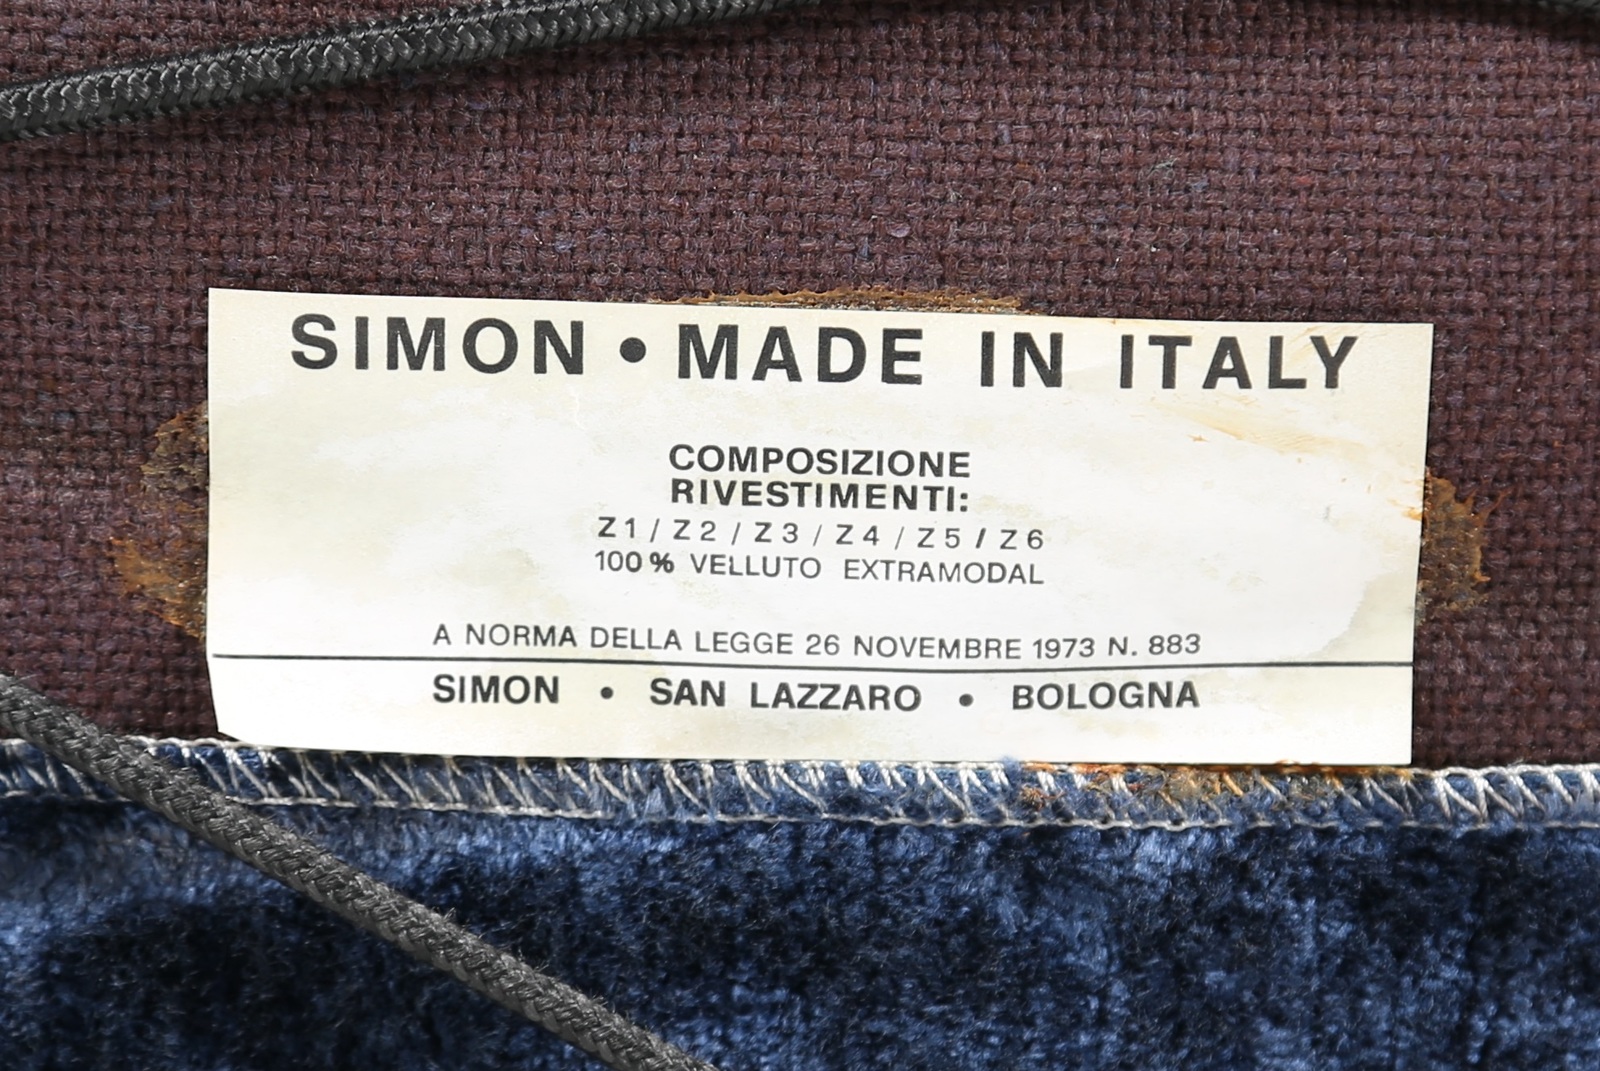 SIMON • MADE IN ITALY
COMPOSIZIONE
RIVESTIMENTI:
Z1 / Z2 / Z3 / Z4 / Z5 / Z6
100% VELLUTO EXTRAMODAL
A NORMA DELLA LEGGE 26 NOVEMBRE 1973 N. 883
SIMON • SAN LAZZARO • BOLOGNA